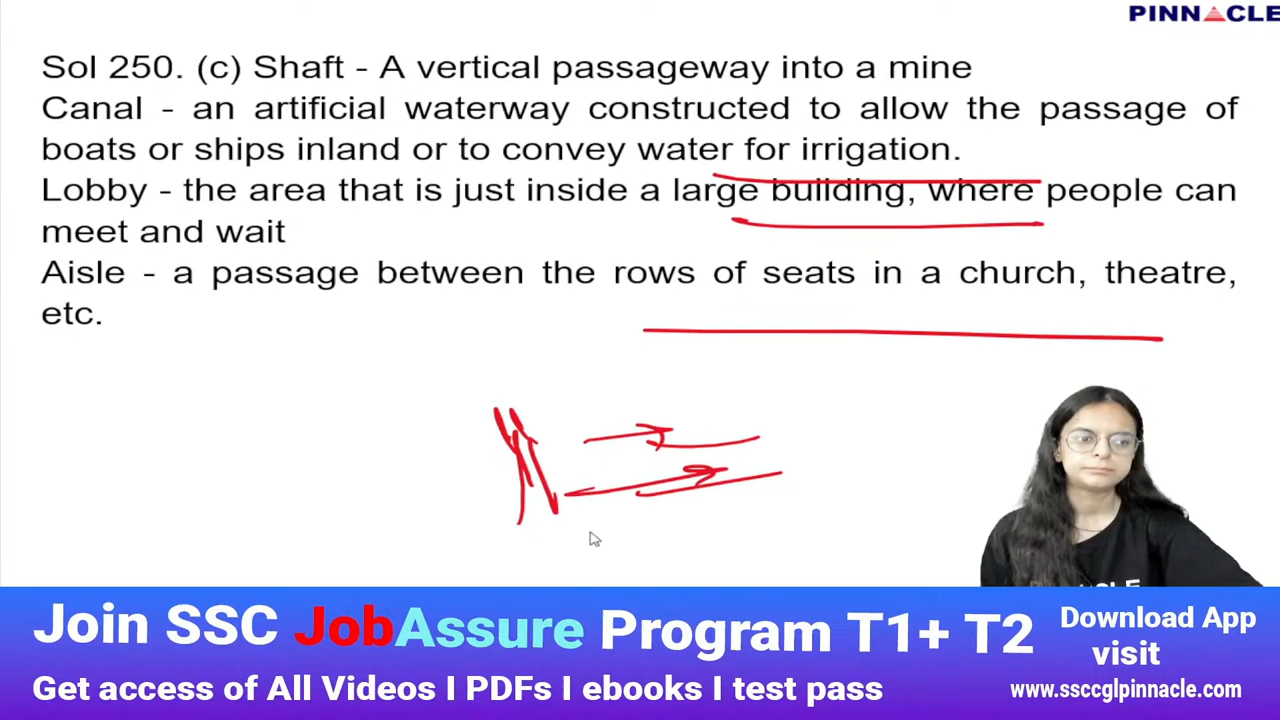 PINNACLE
Sol 250. (c) Shaft - A vertical passageway into a mine
Canal - an artificial waterway constructed to allow the passage of
boats or ships inland or to convey water for irrigation.
Lobby - the area that is just inside a large building, where people can
meet and wait
Aisle - a passage between the rows of seats in a church, theatre,
etc.
Join SSC JobAssure Program T1+ T2
Get access of All Videos I PDFs I ebooks I test pass
Download App
visit
www.ssccglpinnacle.com